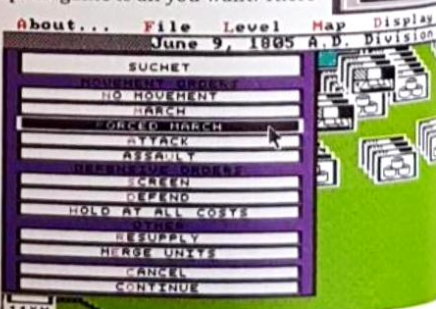 About... File Level Map Display
June 9, 1805 A.D. Division
SUCHET
MOVEMENT ORDERS
NO MOVEMENT
MARCH
FORCED MARCH
ATTACK
ASSAULT
DEFENSIVE ORDERS
SCREEN
DEFEND
HOLD AT ALL COSTS
OTHER
RESUPPLY
MERGE UNITS
CANCEL
CONTINUE